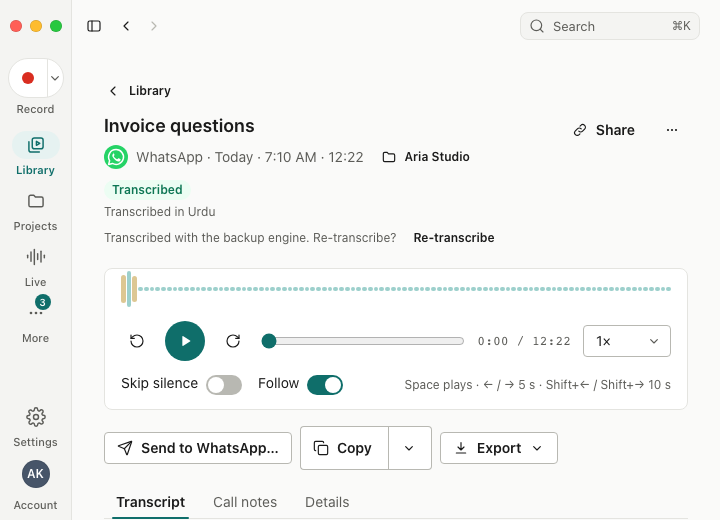 Search ⌘K
Record
Library
Projects
Live
3
More
Settings
AK
Account
Library
Invoice questions
Share
WhatsApp · Today · 7:10 AM · 12:22 Aria Studio
Transcribed
Transcribed in Urdu
Transcribed with the backup engine. Re-transcribe? Re-transcribe
0:00 / 12:22 1×
Skip silence Follow Space plays · ← / → 5 s · Shift+← / Shift+→ 10 s
Send to WhatsApp... Copy Export
Transcript Call notes Details